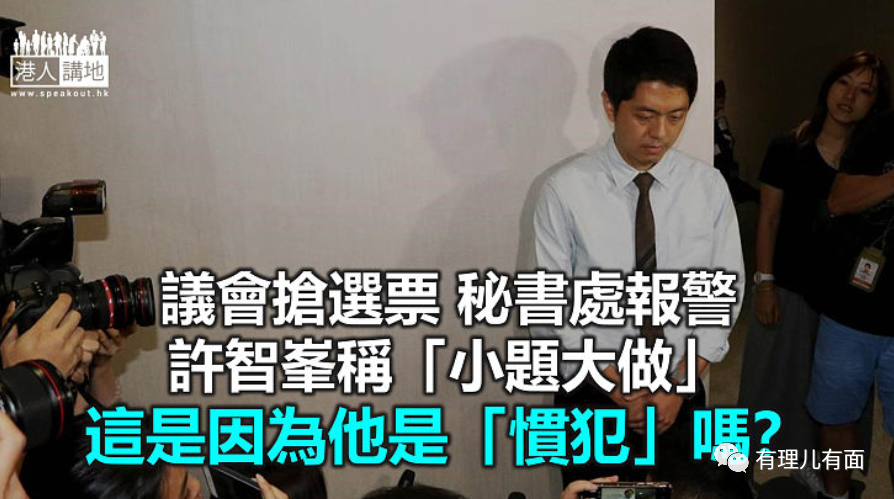 港人講地
www.speakout.hk
議會搶選票 秘書處報警
許智峯稱「小題大做」
這是因為他是「慣犯」嗎?
有理儿有面